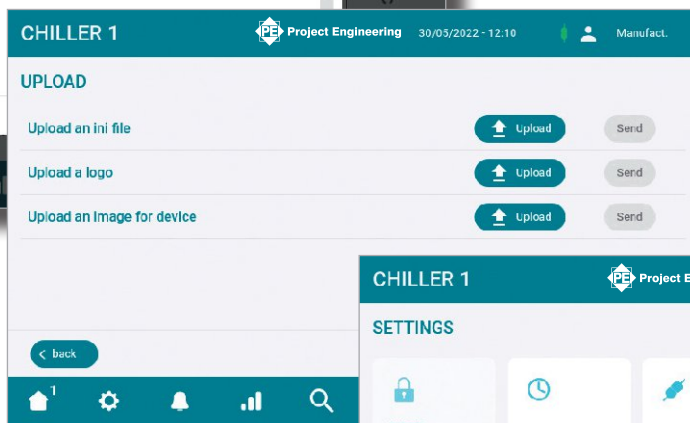 CHILLER 1 PE Project Engineering 30/05/2022 - 12:10 Manufact.
UPLOAD
Upload an ini file Upload Send
Upload a logo Upload Send
Upload an image for device Upload Send
back
1
CHILLER 1 PE Project E
SETTINGS